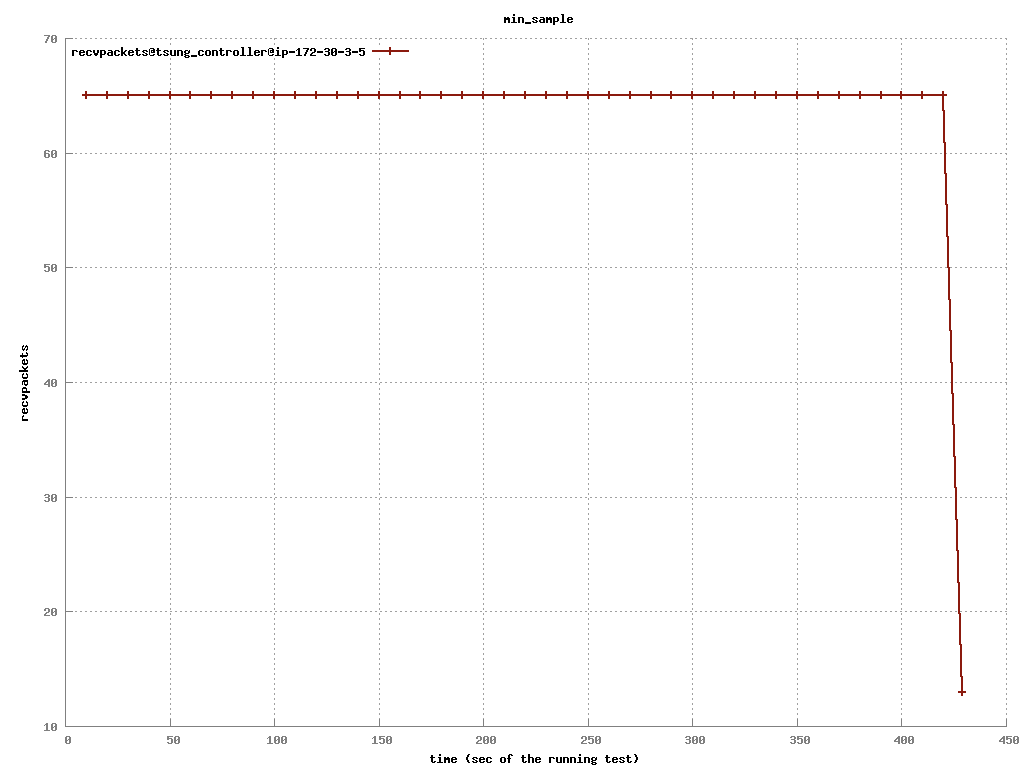 min_sample
recvpackets@tsung_controller@ip-172-30-3-5
70
60
50
40
30
20
10
recvpackets
0 50 100 150 200 250 300 350 400 450
time (sec of the running test)